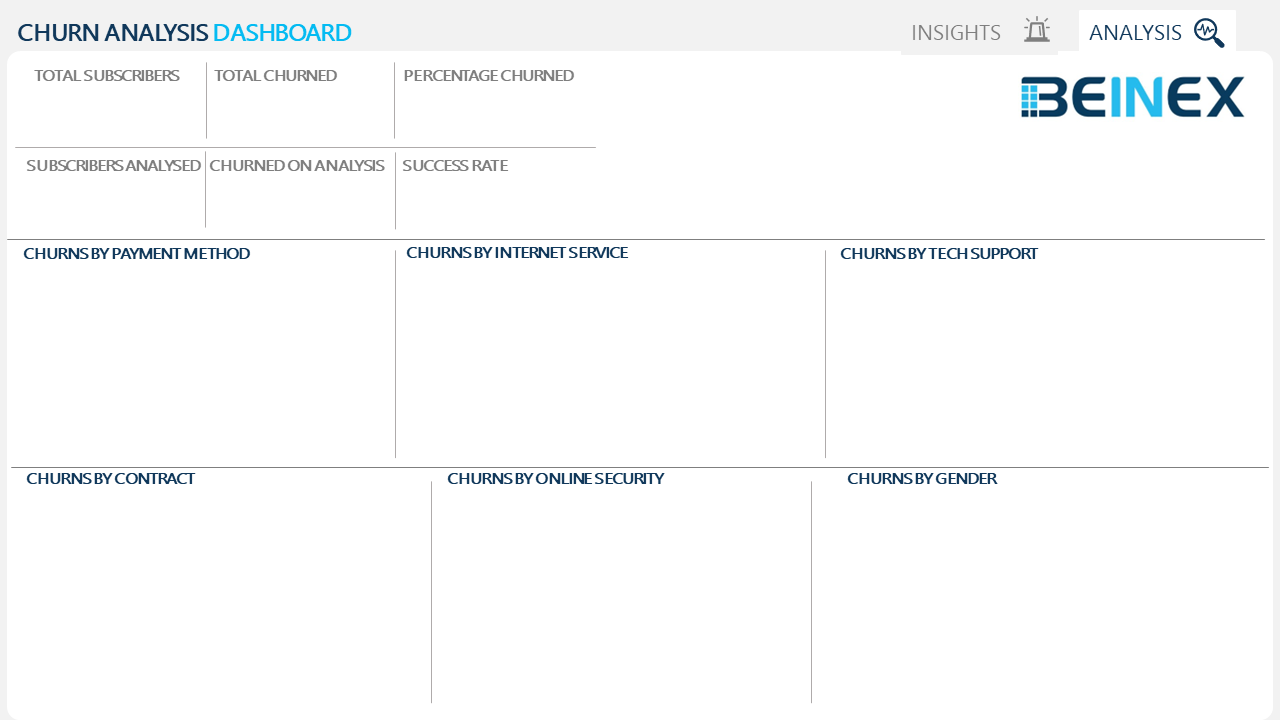 CHURN ANALYSIS DASHBOARD
INSIGHTS
ANALYSIS
TOTAL SUBSCRIBERS
TOTAL CHURNED
PERCENTAGE CHURNED
BEINEX
SUBSCRIBERS ANALYSED
CHURNED ON ANALYSIS
SUCCESS RATE
CHURNS BY PAYMENT METHOD
CHURNS BY INTERNET SERVICE
CHURNS BY TECH SUPPORT
CHURNS BY CONTRACT
CHURNS BY ONLINE SECURITY
CHURNS BY GENDER